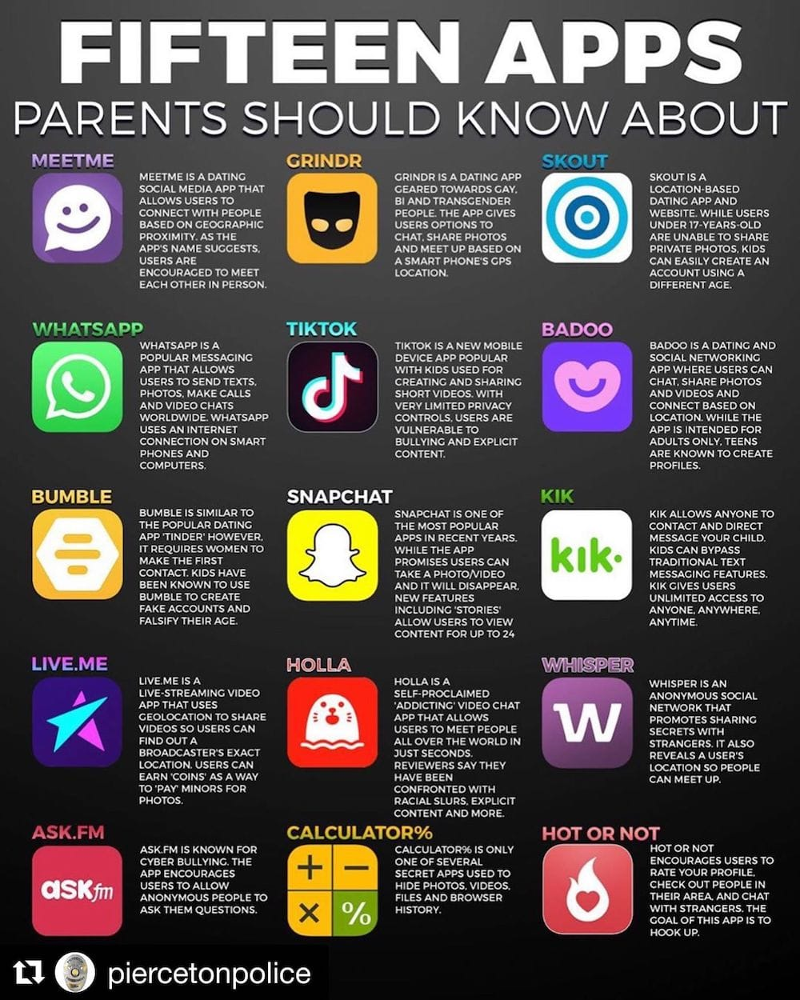 FIFTEEN APPS
PARENTS SHOULD KNOW ABOUT
MEETME
MEETME IS A DATING
SOCIAL MEDIA APP THAT
ALLOWS USERS TO
CONNECT WITH PEOPLE
BASED ON GEOGRAPHIC
PROXIMITY. AS THE
APP'S NAME SUGGESTS,
USERS ARE
ENCOURAGED TO MEET
EACH OTHER IN PERSON.
GRINDR
GRINDR IS A DATING APP
GEARED TOWARDS GAY,
BI AND TRANSGENDER
PEOPLE. THE APP GIVES
USERS OPTIONS TO
CHAT, SHARE PHOTOS
AND MEET UP BASED ON
A SMART PHONE'S GPS
LOCATION.
SKOUT
SKOUT IS A
LOCATION-BASED
DATING APP AND
WEBSITE. WHILE USERS
UNDER 17-YEARS-OLD
ARE UNABLE TO SHARE
PRIVATE PHOTOS, KIDS
CAN EASILY CREATE AN
ACCOUNT USING A
DIFFERENT AGE.
WHATSAPP
WHATSAPP IS A
POPULAR MESSAGING
APP THAT ALLOWS
USERS TO SEND TEXTS,
PHOTOS, MAKE CALLS
AND VIDEO CHATS
WORLDWIDE. WHATSAPP
USES AN INTERNET
CONNECTION ON SMART
PHONES AND
COMPUTERS.
TIKTOK
TIKTOK IS A NEW MOBILE
DEVICE APP POPULAR
WITH KIDS USED FOR
CREATING AND SHARING
SHORT VIDEOS. WITH
VERY LIMITED PRIVACY
CONTROLS, USERS ARE
VULNERABLE TO
BULLYING AND EXPLICIT
CONTENT.
BADOO
BADOO IS A DATING AND
SOCIAL NETWORKING
APP WHERE USERS CAN
CHAT, SHARE PHOTOS
AND VIDEOS AND
CONNECT BASED ON
LOCATION. WHILE THE
APP IS INTENDED FOR
ADULTS ONLY, TEENS
ARE KNOWN TO CREATE
PROFILES.
BUMBLE
BUMBLE IS SIMILAR TO
THE POPULAR DATING
APP 'TINDER' HOWEVER,
IT REQUIRES WOMEN TO
MAKE THE FIRST
CONTACT. KIDS HAVE
BEEN KNOWN TO USE
BUMBLE TO CREATE
FAKE ACCOUNTS AND
FALSIFY THEIR AGE.
SNAPCHAT
SNAPCHAT IS ONE OF
THE MOST POPULAR
APPS IN RECENT YEARS.
WHILE THE APP
PROMISES USERS CAN
TAKE A PHOTO/VIDEO
AND IT WILL DISAPPEAR,
NEW FEATURES
INCLUDING 'STORIES'
ALLOW USERS TO VIEW
CONTENT FOR UP TO 24
KIK
kik.
KIK ALLOWS ANYONE TO
CONTACT AND DIRECT
MESSAGE YOUR CHILD.
KIDS CAN BYPASS
TRADITIONAL TEXT
MESSAGING FEATURES.
KIK GIVES USERS
UNLIMITED ACCESS TO
ANYONE, ANYWHERE,
ANYTIME.
LIVE.ME
LIVE.ME IS A
LIVE-STREAMING VIDEO
APP THAT USES
GEOLOCATION TO SHARE
VIDEOS SO USERS CAN
FIND OUT A
BROADCASTER'S EXACT
LOCATION. USERS CAN
EARN 'COINS' AS A WAY
TO 'PAY' MINORS FOR
PHOTOS.
HOLLA
HOLLA IS A
SELF-PROCLAIMED
'ADDICTING' VIDEO CHAT
APP THAT ALLOWS
USERS TO MEET PEOPLE
ALL OVER THE WORLD IN
JUST SECONDS.
REVIEWERS SAY THEY
HAVE BEEN
CONFRONTED WITH
RACIAL SLURS, EXPLICIT
CONTENT AND MORE.
WHISPER
W
WHISPER IS AN
ANONYMOUS SOCIAL
NETWORK THAT
PROMOTES SHARING
SECRETS WITH
STRANGERS. IT ALSO
REVEALS A USER'S
LOCATION SO PEOPLE
CAN MEET UP.
ASK.FM
ASKfm
ASK.FM IS KNOWN FOR
CYBER BULLYING. THE
APP ENCOURAGES
USERS TO ALLOW
ANONYMOUS PEOPLE TO
ASK THEM QUESTIONS.
CALCULATOR%
+ −
× %
CALCULATOR% IS ONLY
ONE OF SEVERAL
SECRET APPS USED TO
HIDE PHOTOS, VIDEOS,
FILES AND BROWSER
HISTORY.
HOT OR NOT
HOT OR NOT
ENCOURAGES USERS TO
RATE YOUR PROFILE,
CHECK OUT PEOPLE IN
THEIR AREA, AND CHAT
WITH STRANGERS. THE
GOAL OF THIS APP IS TO
HOOK UP.
piercetonpolice